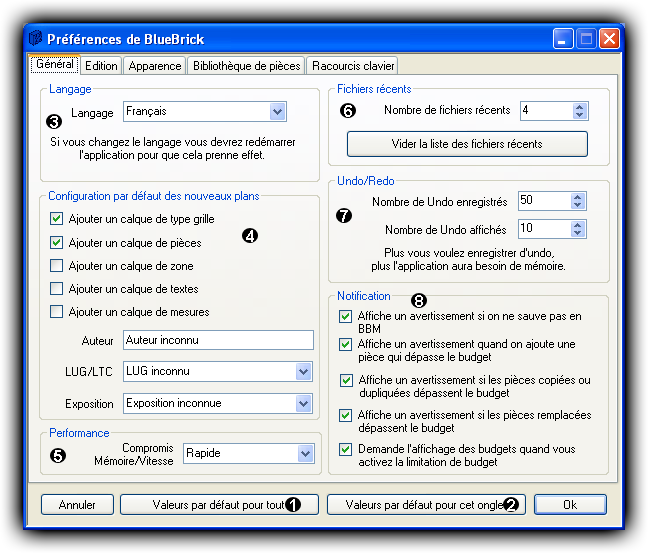 Préférences de BlueBrick
Général Edition Apparence Bibliothèque de pièces Raccourcis clavier
Langage
3 Langage Français
Si vous changez le langage vous devrez redémarrer
l'application pour que cela prenne effet.
Configuration par défaut des nouveaux plans
Ajouter un calque de type grille
4
Ajouter un calque de pièces
Ajouter un calque de zone
Ajouter un calque de textes
Ajouter un calque de mesures
Auteur Auteur inconnu
LUG/LTC LUG inconnu
Exposition Exposition inconnue
Performance
5 Compromis
Mémoire/Vitesse Rapide
Fichiers récents
6 Nombre de fichiers récents 4
Vider la liste des fichiers récents
Undo/Redo
7 Nombre de Undo enregistrés 50
Nombre de Undo affichés 10
Plus vous voulez enregistrer d'undo,
plus l'application aura besoin de mémoire.
Notification 8
Affiche un avertissement si on ne sauve pas en
BBM
Affiche un avertissement quand on ajoute une
pièce qui dépasse le budget
Affiche un avertissement si les pièces copiées ou
dupliquées dépassent le budget
Affiche un avertissement si les pièces remplacées
dépassent le budget
Demande l'affichage des budgets quand vous
activez la limitation de budget
Annuler Valeurs par défaut pour tout 1 Valeurs par défaut pour cet onglet 2 Ok